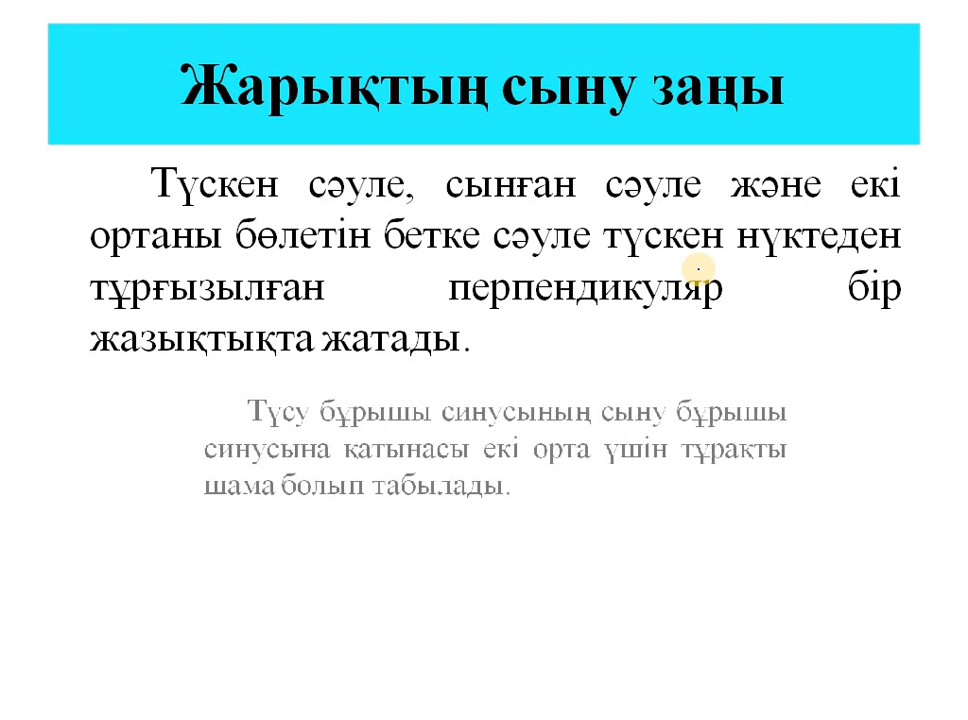 Жарықтың сыну заңы
Түскен сәуле, сынған сәуле және екі
ортаны бөлетін бетке сәуле түскен нүктеден
тұрғызылған перпендикуляр бір
жазықтықта жатады.
Түсу бұрышы синусының сыну бұрышы
синусына қатынасы екі орта үшін тұрақты
шама болып табылады.